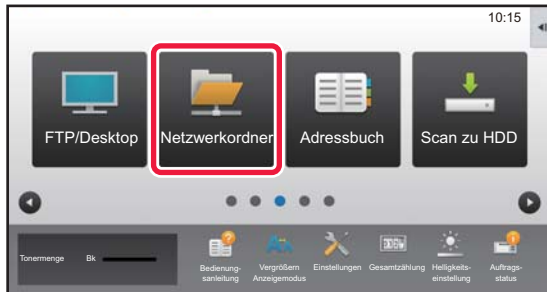 10:15
FTP/Desktop
Netzwerkordner
Adressbuch
Scan zu HDD
Tonermenge
Bk
Bedienung-
sanleitung
Vergrößern
Anzeigemodus
Einstellungen
Gesamtzählung
Helligkeits-
einstellung
Auftrags-
status